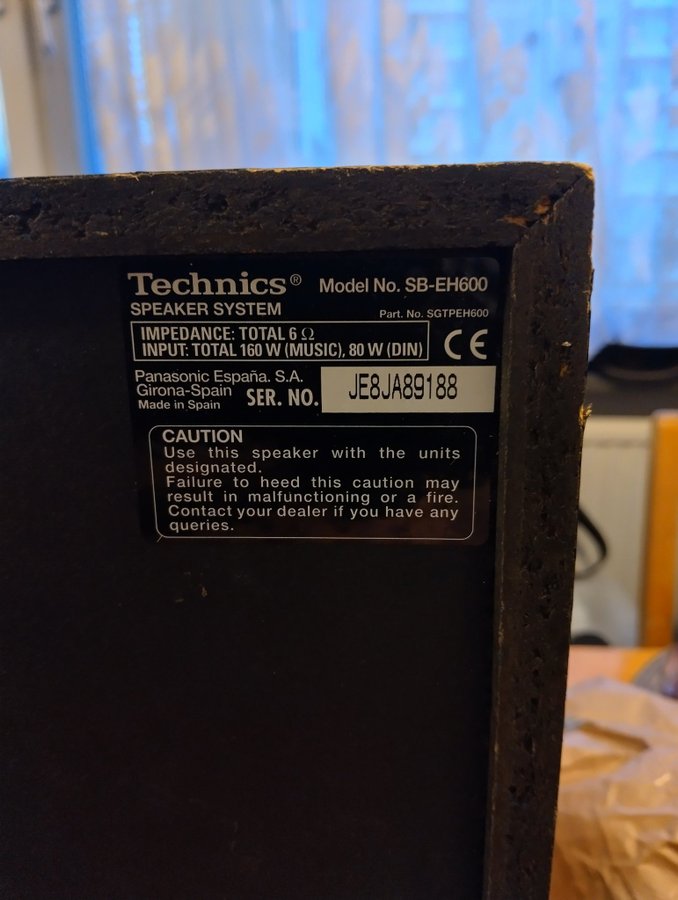 Technics® Model No. SB-EH600
SPEAKER SYSTEM Part. No. SGTPEH600
IMPEDANCE: TOTAL 6 Ω
INPUT: TOTAL 160 W (MUSIC), 80 W (DIN)
CE
Panasonic España. S.A.
Girona-Spain
Made in Spain
SER. NO. JE8JA89188
CAUTION
Use this speaker with the units
designated.
Failure to heed this caution may
result in malfunctioning or a fire.
Contact your dealer if you have any
queries.